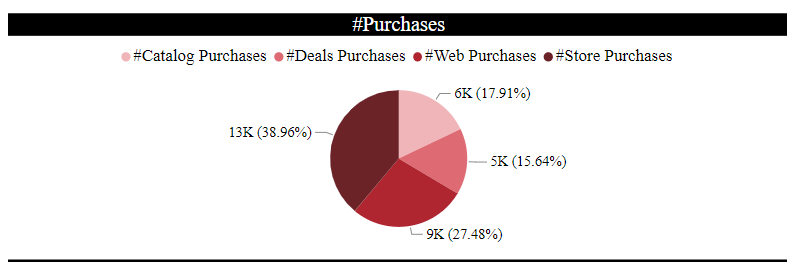 #Purchases
#Catalog Purchases #Deals Purchases #Web Purchases #Store Purchases
6K (17.91%)
13K (38.96%)
5K (15.64%)
9K (27.48%)